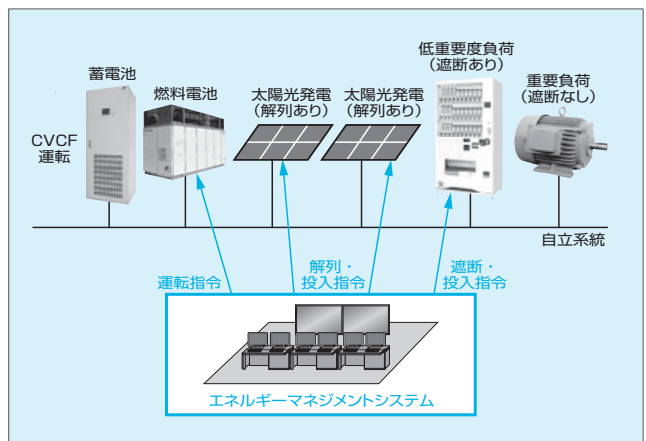 低重要度負荷
(遮断あり)
蓄電池
燃料電池
太陽光発電
(解列あり)
太陽光発電
(解列あり)
重要負荷
(遮断なし)
CVCF
運転
自立系統
運転指令
解列・
投入指令
遮断・
投入指令
エネルギーマネジメントシステム